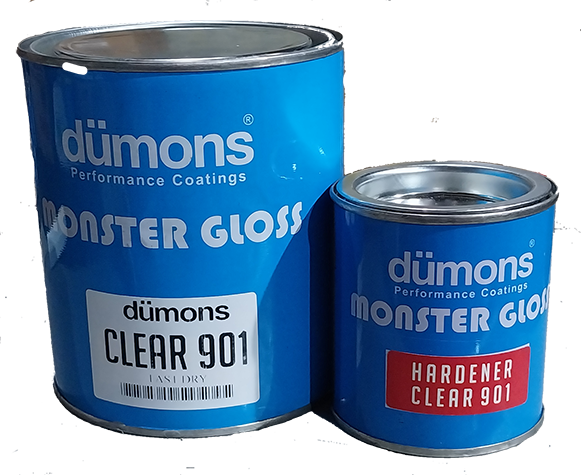 dümons®
Performance Coatings
MONSTER GLOSS
dümons
CLEAR 901
FAST DRY
dümons®
Performance Coatings
MONSTER GLOSS
HARDENER
CLEAR 901